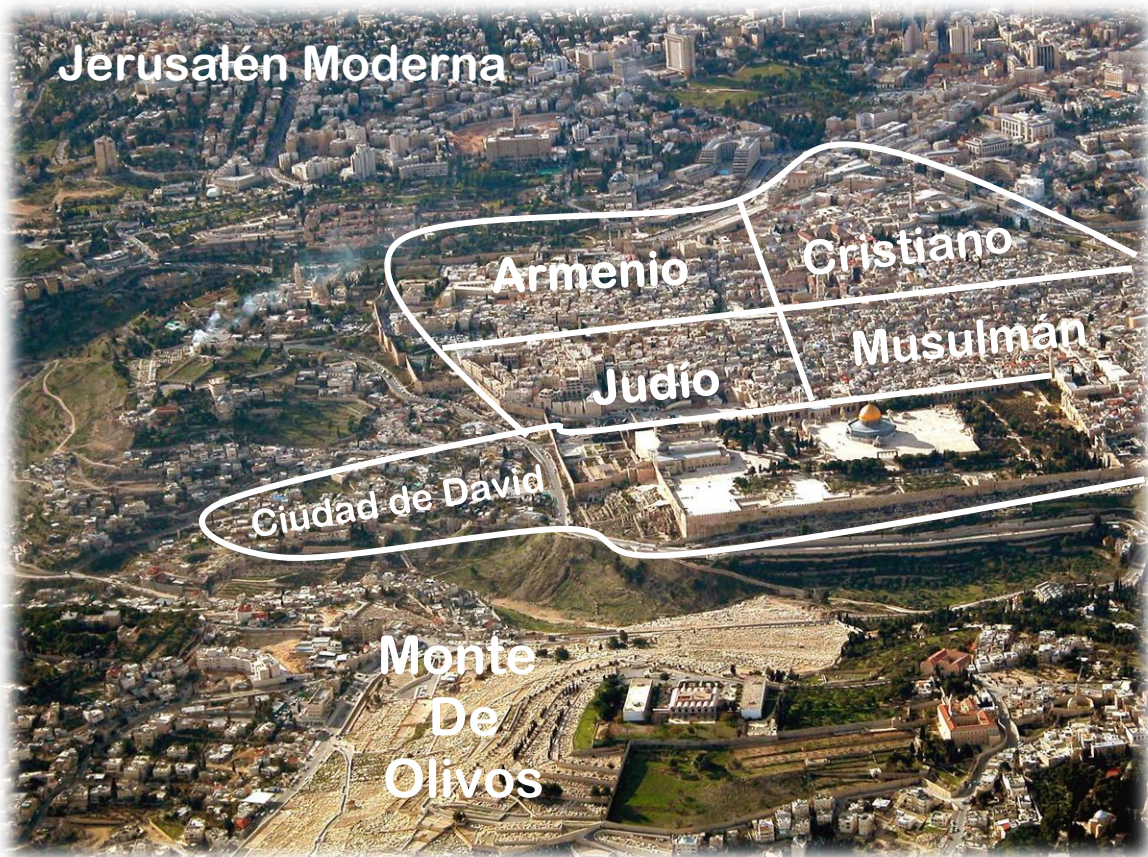 Jerusalén Moderna
Cristiano
Armenio
Musulmán
Judío
Ciudad de David
Monte
De
Olivos